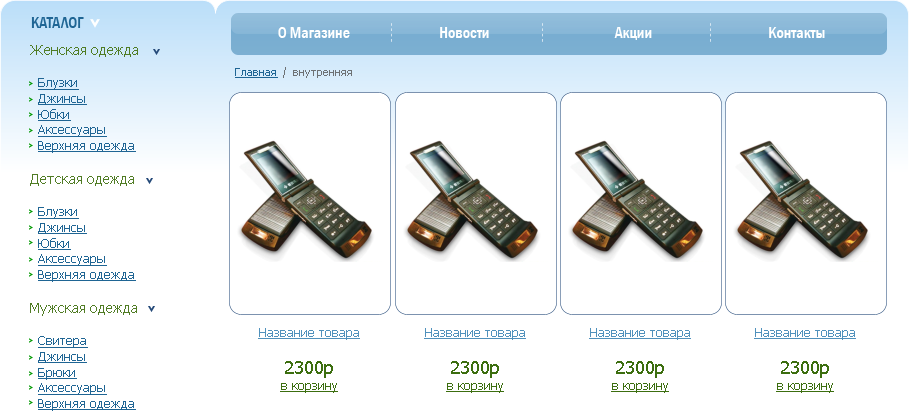 КАТАЛОГ
Женская одежда
Блузки
Джинсы
Юбки
Аксессуары
Верхняя одежда
Детская одежда
Блузки
Джинсы
Юбки
Аксессуары
Верхняя одежда
Мужская одежда
Свитера
Джинсы
Брюки
Аксессуары
Верхняя одежда
О Магазине Новости Акции Контакты
Главная / внутренняя
Название товара Название товара Название товара Название товара
2300р 2300р 2300р 2300р
в корзину в корзину в корзину в корзину